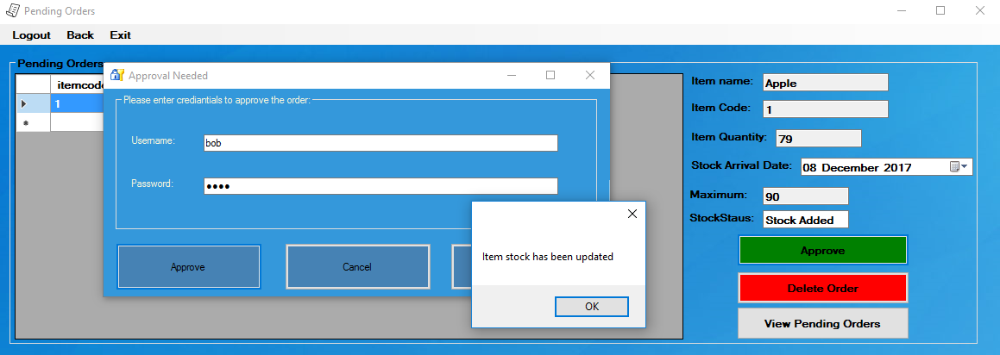 Pending Orders
Logout Back Exit
Pending Orders
itemcod
1
Approval Needed
Please enter crediantials to approve the order:
Username: bob
Password: ●●●●
Approve Cancel
Item stock has been updated
OK
Item name: Apple
Item Code: 1
Item Quantity: 79
Stock Arrival Date: 08 December 2017
Maximum: 90
StockStaus: Stock Added
Approve
Delete Order
View Pending Orders